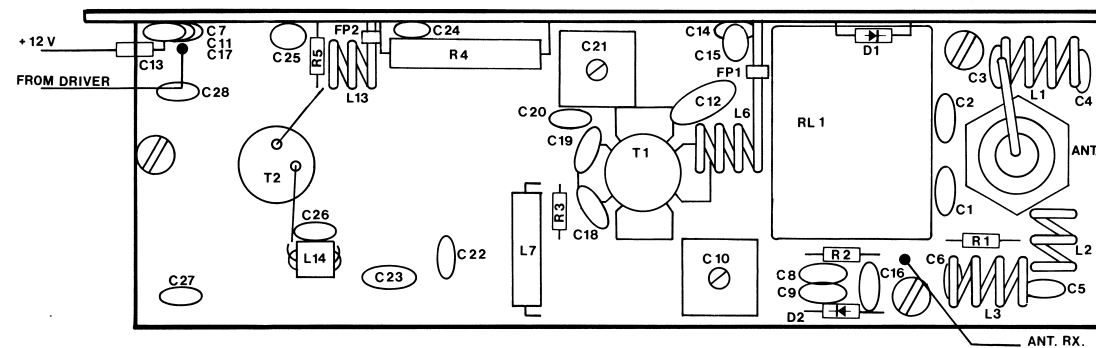 +12 V
C7
C11
C17
C13
C25
R5
FP2
C24
R4
C21
C14
C15
D1
C3
L1
C4
FROM DRIVER
C28
L13
FP1
C12
L6
C20
C19
T1
RL 1
C2
ANT.
T2
C1
R3
C18
C26
L14
C22
L7
C23
C27
C10
R1
R2
L2
C8
C9
C16
C6
C5
L3
D2
ANT. RX.